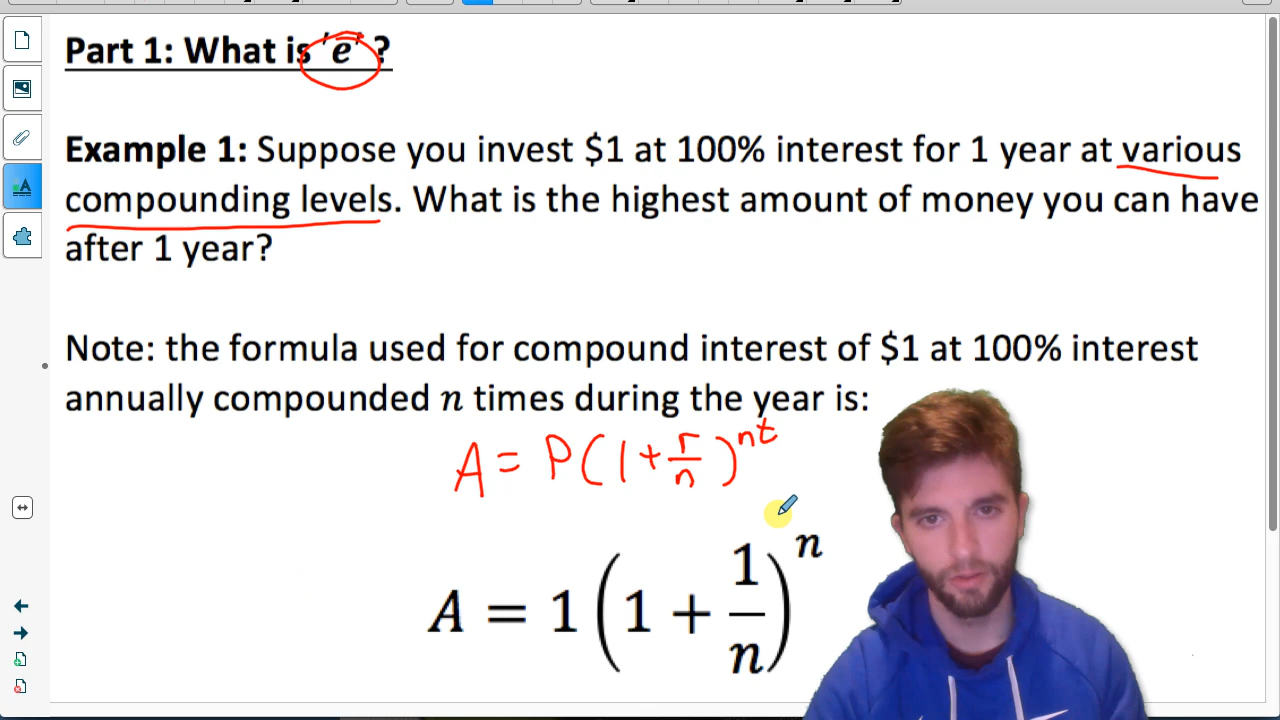 Part 1: What is 'e' ?
Example 1: Suppose you invest $1 at 100% interest for 1 year at various
compounding levels. What is the highest amount of money you can have
after 1 year?
Note: the formula used for compound interest of $1 at 100% interest
annually compounded n times during the year is:
A = P(1 + r/n)^nt
A = 1(1 + 1/n)^n